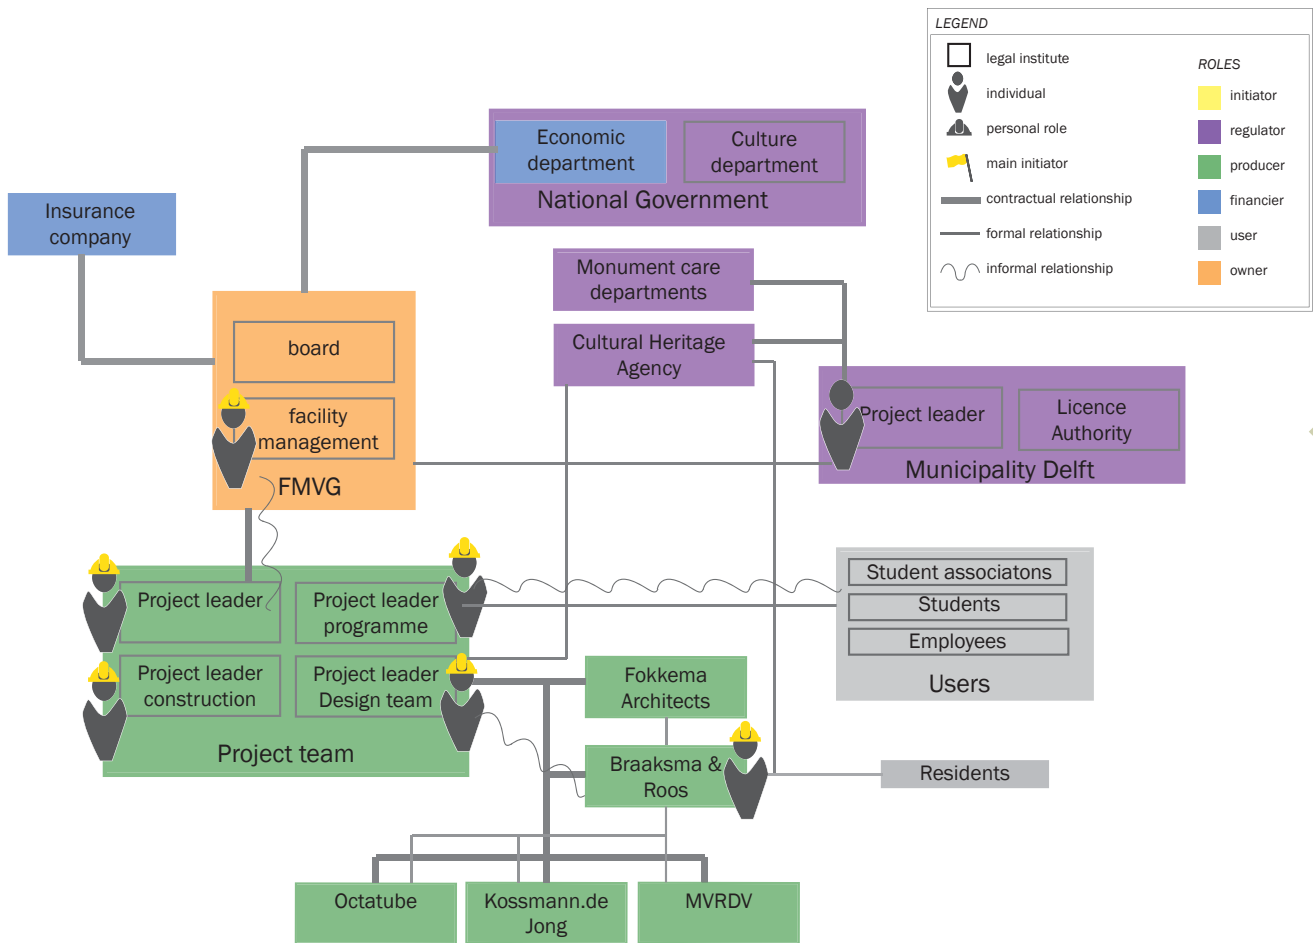 LEGEND
legal institute
individual
personal role
main initiator
contractual relationship
formal relationship
informal relationship
ROLES
initiator
regulator
producer
financier
user
owner
Economic
department
Culture
department
National Government
Insurance
company
Monument care
departments
Cultural Heritage
Agency
board
facility
management
FMVG
Project leader
Licence
Authority
Municipality Delft
Student associatons
Students
Employees
Users
Project leader
Project leader
programme
Project leader
construction
Project leader
Design team
Project team
Fokkema
Architects
Braaksma &
Roos
Residents
Octatube
Kossmann.de
Jong
MVRDV